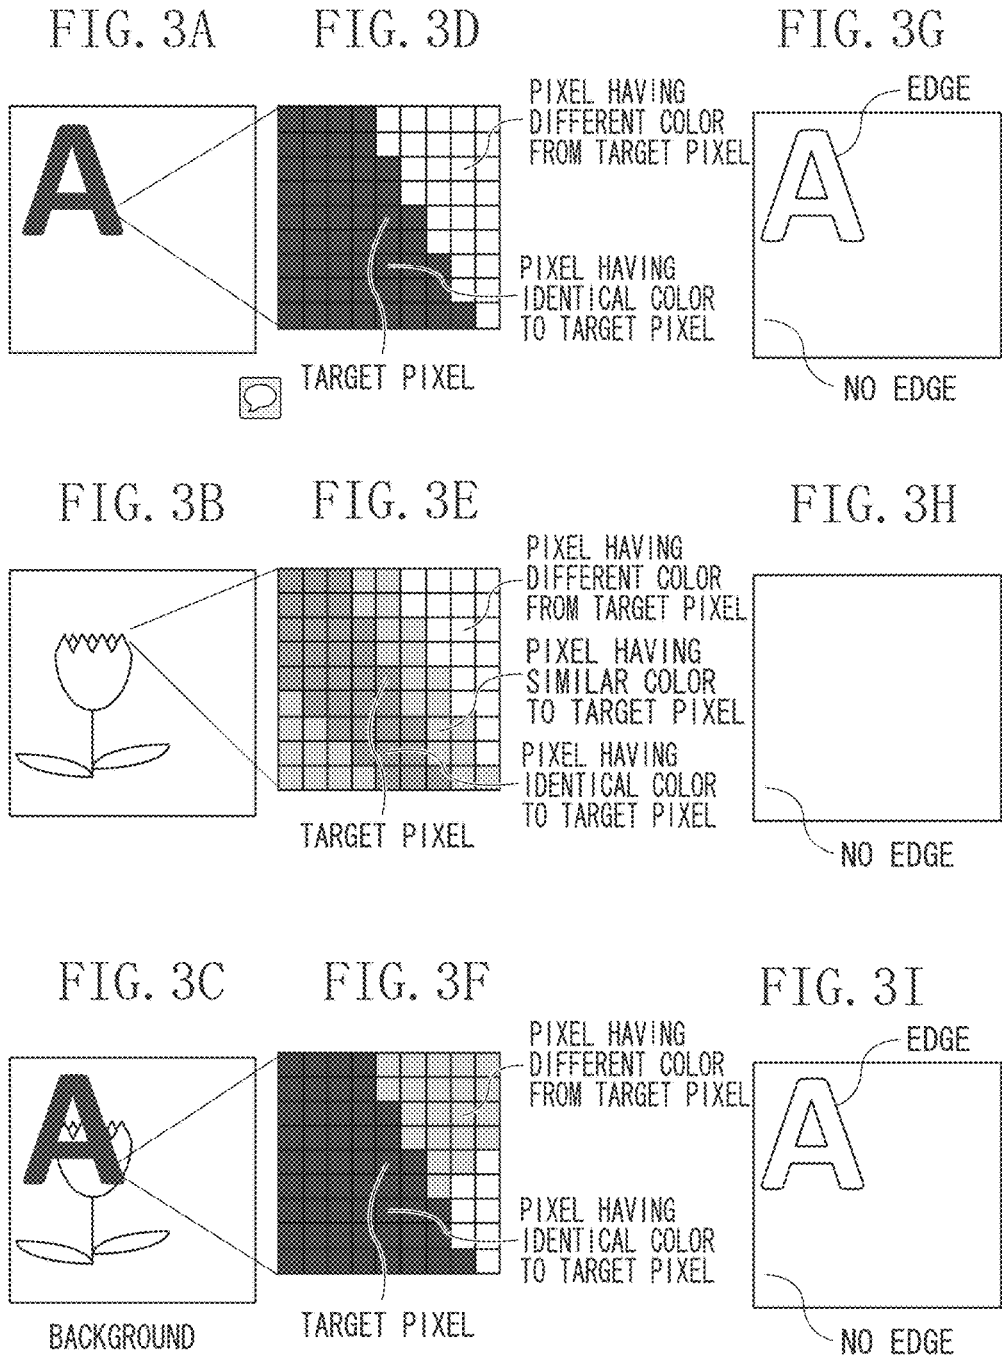 FIG. 3A
FIG. 3D
FIG. 3G
A
PIXEL HAVING
DIFFERENT COLOR
FROM TARGET PIXEL
PIXEL HAVING
IDENTICAL COLOR
TO TARGET PIXEL
TARGET PIXEL
EDGE
A
NO EDGE
FIG. 3B
FIG. 3E
FIG. 3H
PIXEL HAVING
DIFFERENT COLOR
FROM TARGET PIXEL
PIXEL HAVING
SIMILAR COLOR
TO TARGET PIXEL
PIXEL HAVING
IDENTICAL COLOR
TO TARGET PIXEL
TARGET PIXEL
NO EDGE
FIG. 3C
FIG. 3F
FIG. 3I
A
BACKGROUND
PIXEL HAVING
DIFFERENT COLOR
FROM TARGET PIXEL
PIXEL HAVING
IDENTICAL COLOR
TO TARGET PIXEL
TARGET PIXEL
EDGE
A
NO EDGE